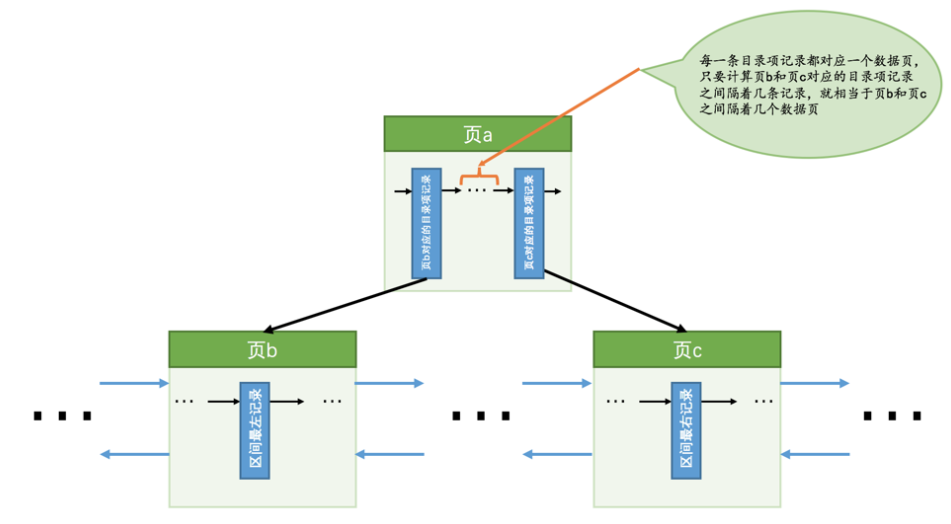 每一条目录项记录都对应一个数据页，
只要计算页b和页c对应的目录项记录
之间隔着几条记录，就相当于页b和页c
之间隔着几个数据页
页a
页b对应的目录项记录
...
页c对应的目录项记录
页b
页c
...
...
区间最左记录
...
...
...
区间最右记录
...
...